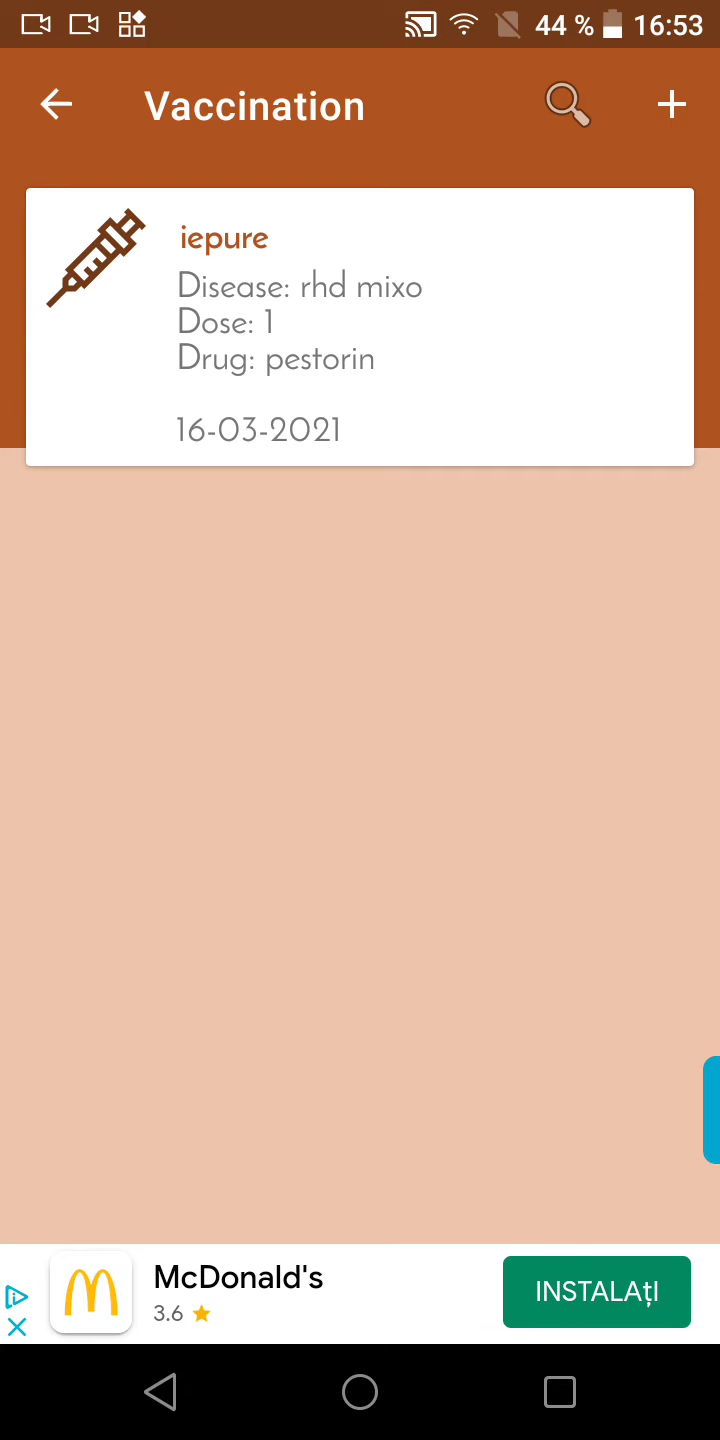 44 % 16:53
Vaccination
iepure
Disease: rhd mixo
Dose: 1
Drug: pestorin
16-03-2021
McDonald's
3.6
INSTALAțI